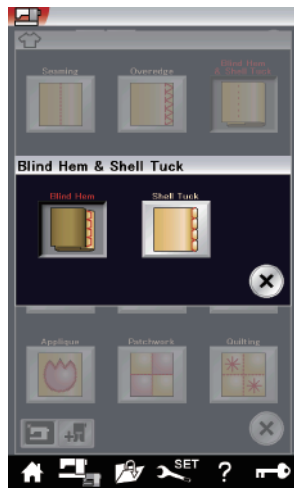 Seaming Overedge Blind Hem
& Shell Tuck
Blind Hem & Shell Tuck
Blind Hem Shell Tuck
Applique Patchwork Quilting
SET ?